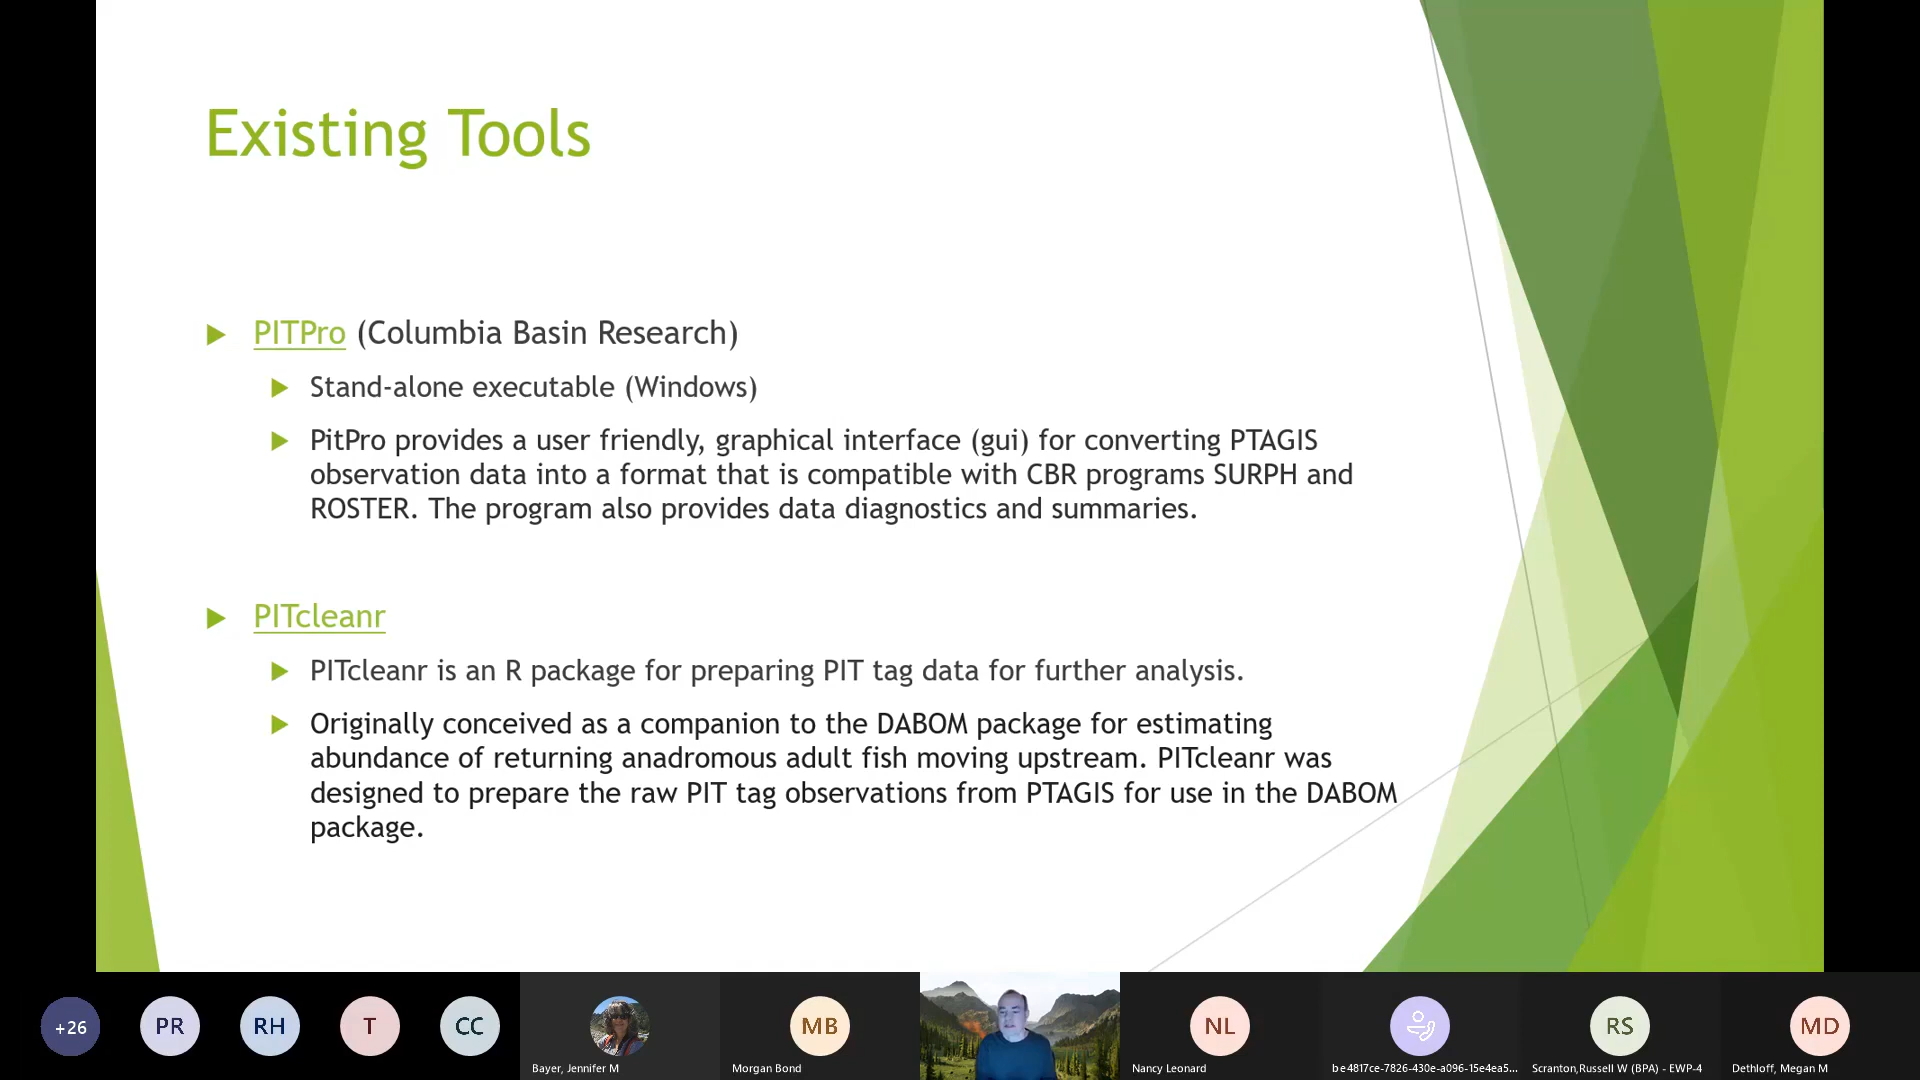 Existing Tools
PITPro (Columbia Basin Research)
Stand-alone executable (Windows)
PitPro provides a user friendly, graphical interface (gui) for converting PTAGIS
observation data into a format that is compatible with CBR programs SURPH and
ROSTER. The program also provides data diagnostics and summaries.
PITcleanr
PITcleanr is an R package for preparing PIT tag data for further analysis.
Originally conceived as a companion to the DABOM package for estimating
abundance of returning anadromous adult fish moving upstream. PITcleanr was
designed to prepare the raw PIT tag observations from PTAGIS for use in the DABOM
package.
+26
PR
RH
T
CC
Bayer, Jennifer M
MB
Morgan Bond
NL
Nancy Leonard
be4817ce-7826-430e-a096-15e4ea5...
RS
Scranton,Russell W (BPA) - EWP-4
MD
Dethloff, Megan M